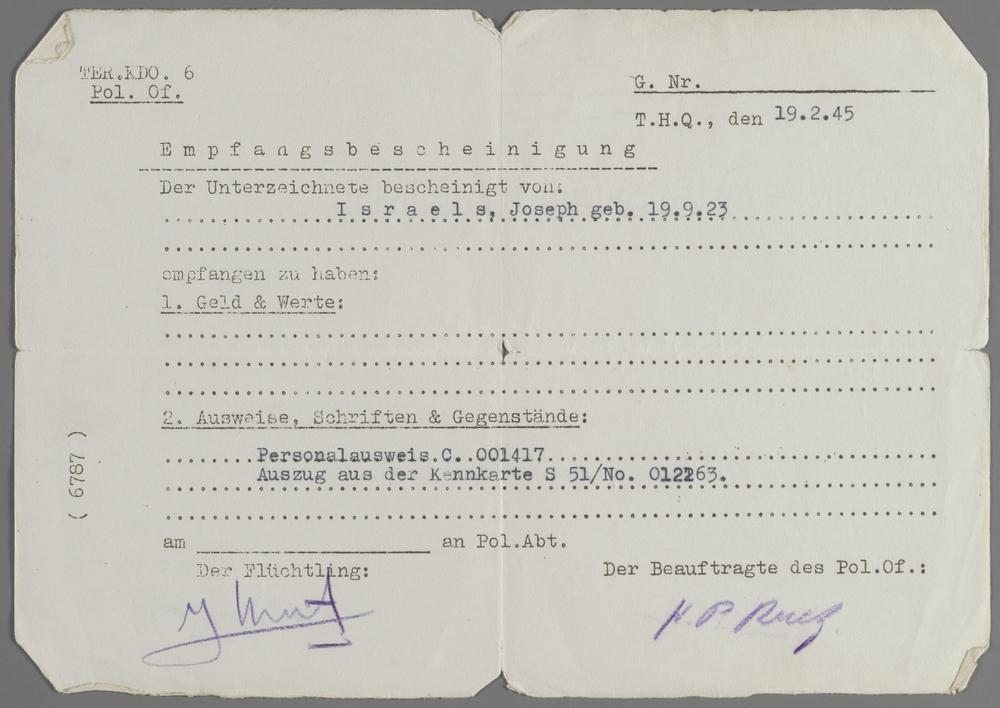 TER.KDO. 6
Pol. Of.
G. Nr.
T.H.Q., den 19.2.45
Empfangsbescheinigung
Der Unterzeichnete bescheinigt von:
Israels, Joseph geb. 19.9.23
empfangen zu haben:
1. Geld & Werte:
2. Ausweise, Schriften & Gegenstände:
Personalausweis.C..001417
Auszug aus der Kennkarte S 51/No. 012263.
( 6787 )
am an Pol.Abt.
Der Flüchtling:
Der Beauftragte des Pol.Of.: